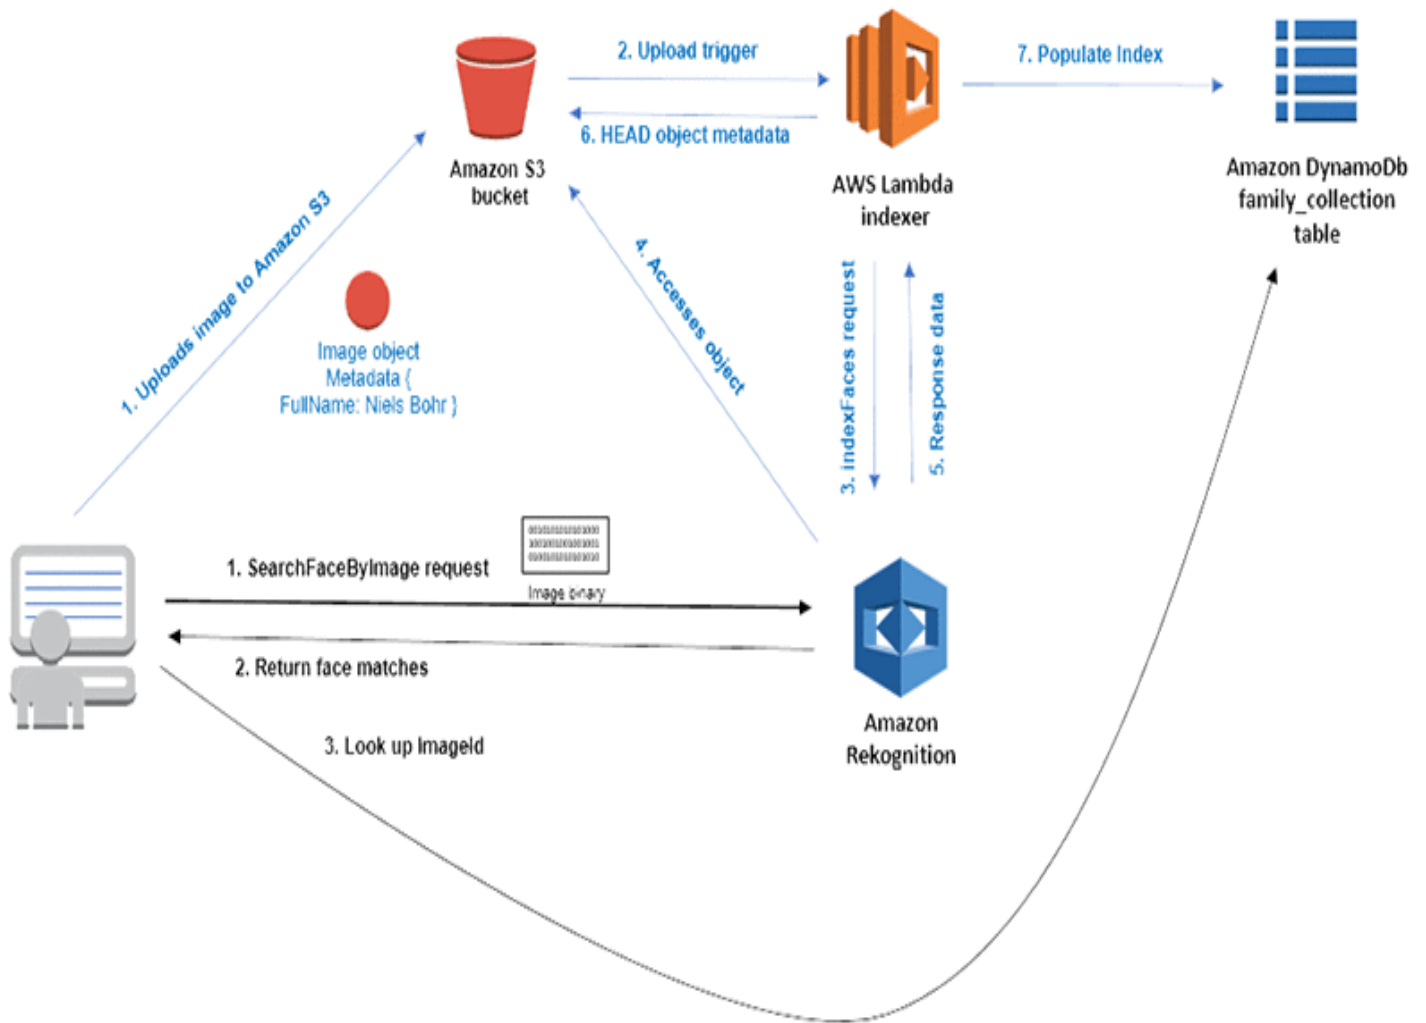 2. Upload trigger
7. Populate Index
6. HEAD object metadata
Amazon S3
bucket
AWS Lambda
indexer
Amazon DynamoDb
family_collection
table
1. Uploads image to Amazon S3
4. Accesses object
3. indexFaces request
5. Response data
Image object
Metadata {
FullName: Niels Bohr }
1. SearchFaceByImage request
Image binary
2. Return face matches
3. Look up ImageId
Amazon
Rekognition